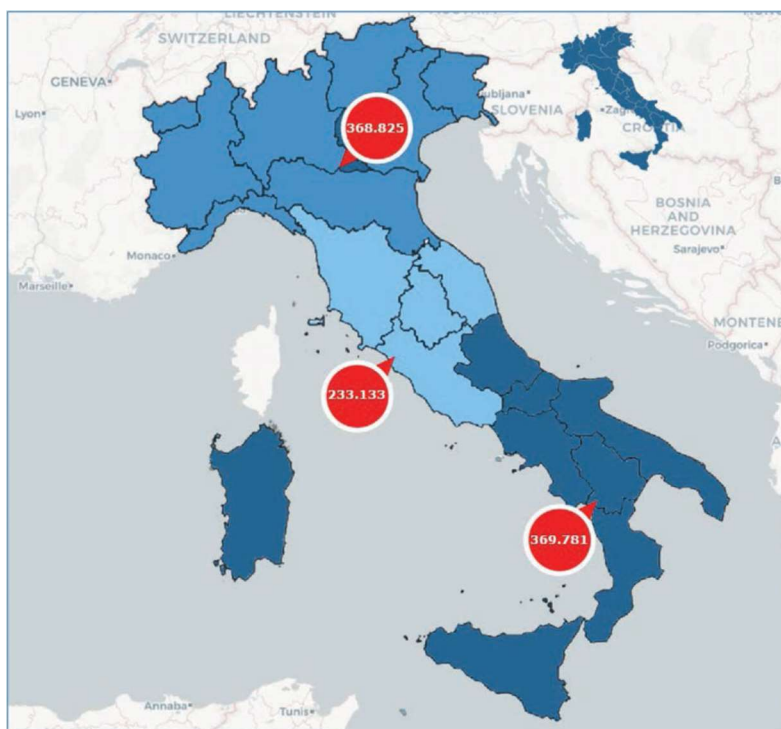 LIECHTENSTEIN
SWITZERLAND
GENEVA
Lyon
Ljubljana
SLOVENIA
Zag
CROATIA
368.825
BOSNIA
AND
HERZEGOVINA
Sarajevo
Monaco
Marseille
MONTENE
Podgorica
233.133
369.781
Annaba
Tunis